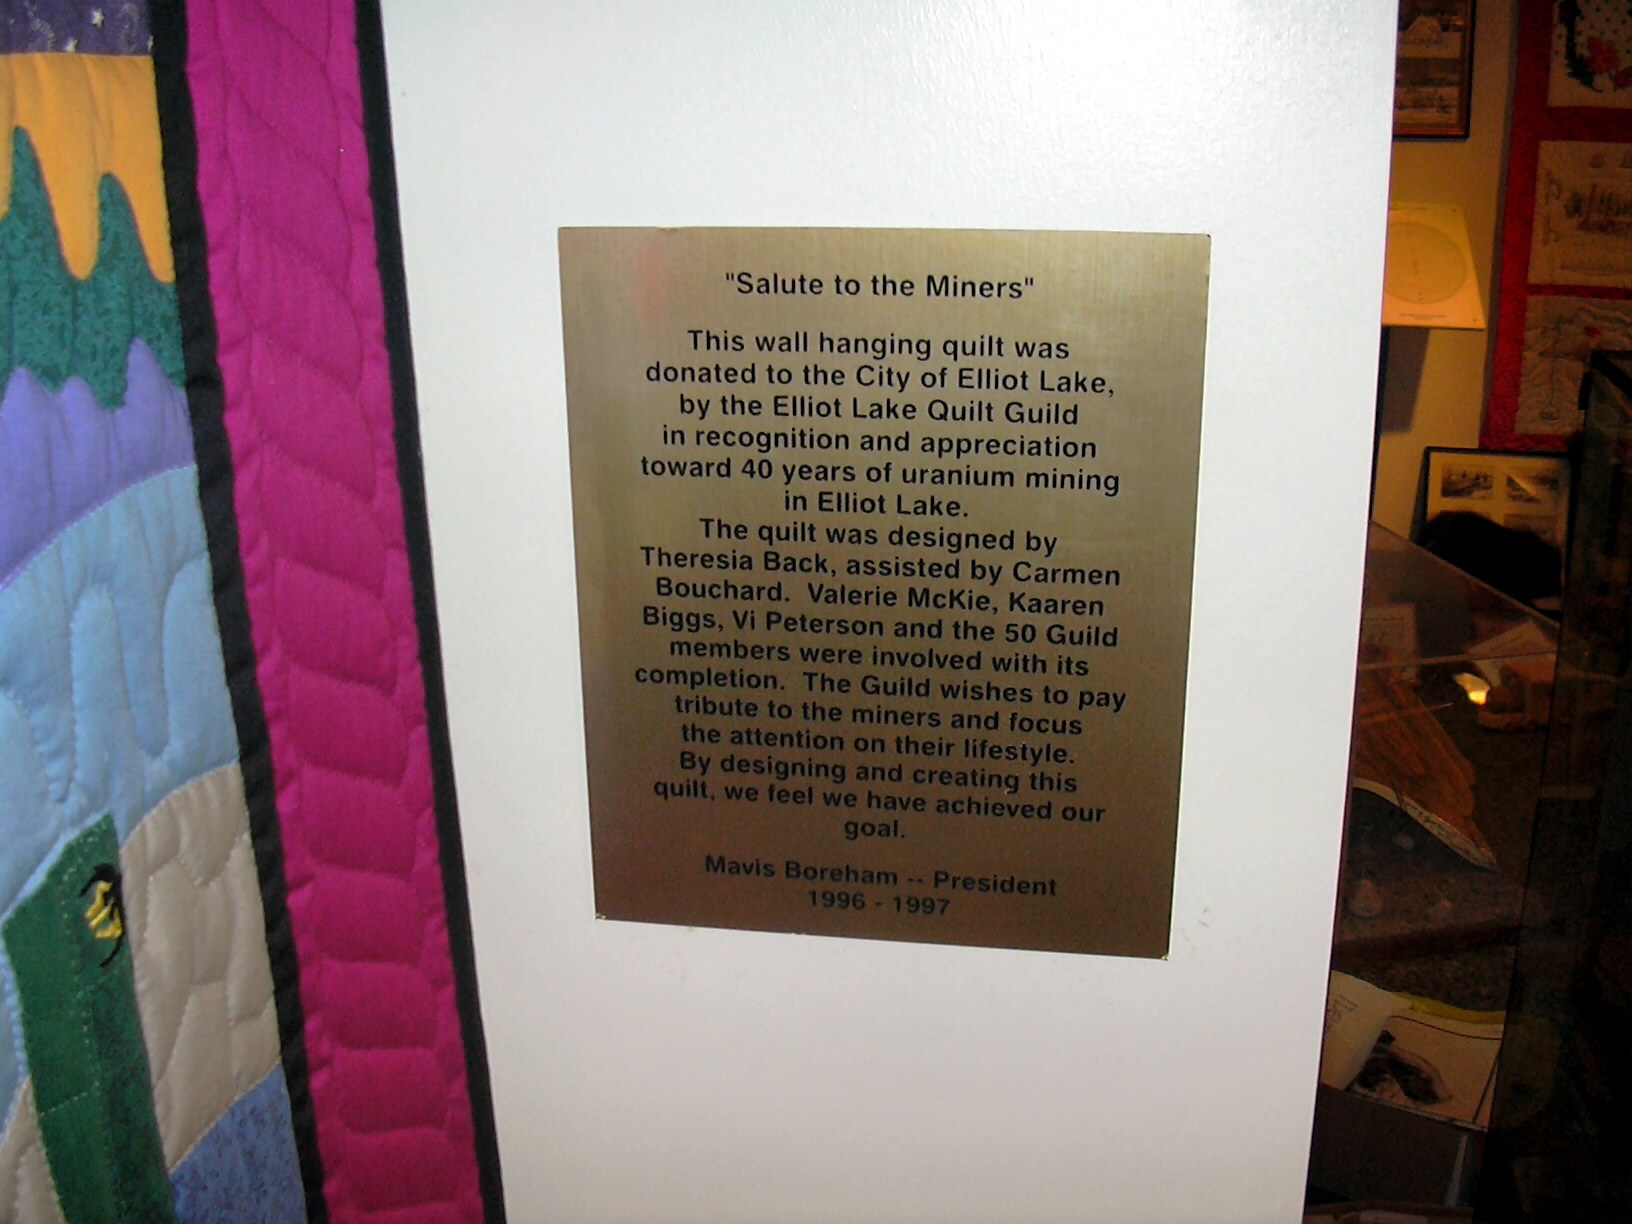 "Salute to the Miners"
This wall hanging quilt was
donated to the City of Elliot Lake,
by the Elliot Lake Quilt Guild
in recognition and appreciation
toward 40 years of uranium mining
in Elliot Lake.
The quilt was designed by
Theresia Back, assisted by Carmen
Bouchard. Valerie McKie, Kaaren
Biggs, Vi Peterson and the 50 Guild
members were involved with its
completion. The Guild wishes to pay
tribute to the miners and focus
the attention on their lifestyle.
By designing and creating this
quilt, we feel we have achieved our
goal.
Mavis Boreham -- President
1996 - 1997